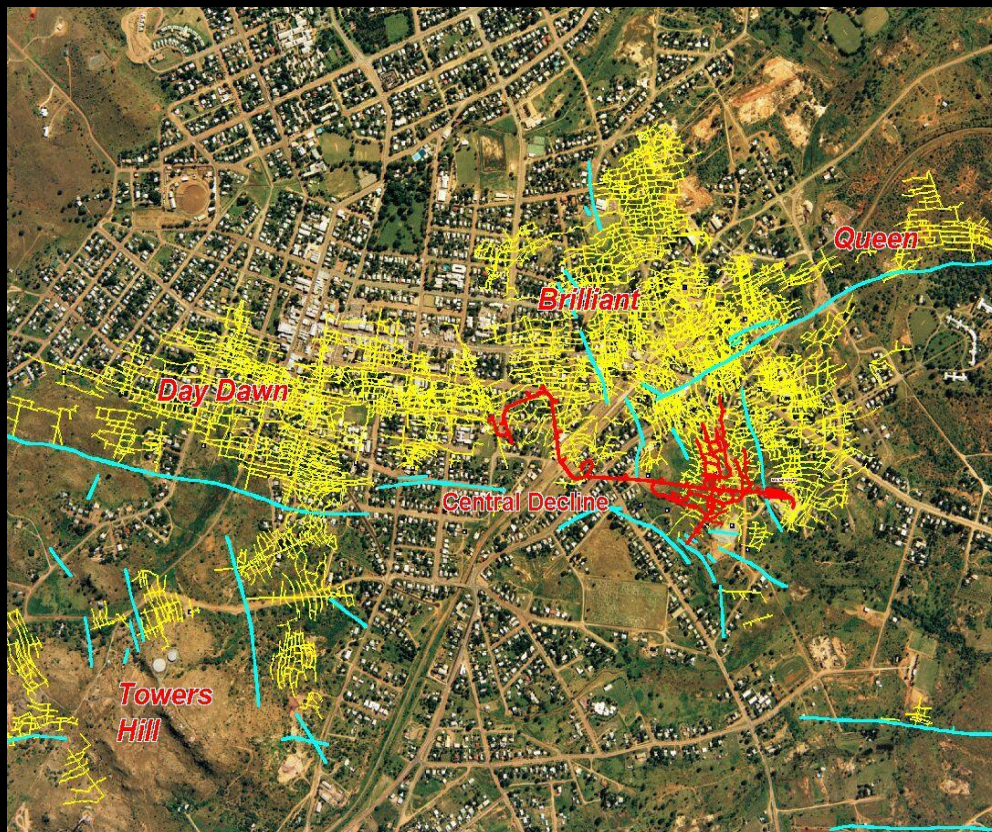 Queen
Brilliant
Day Dawn
Central Decline
Towers
Hill